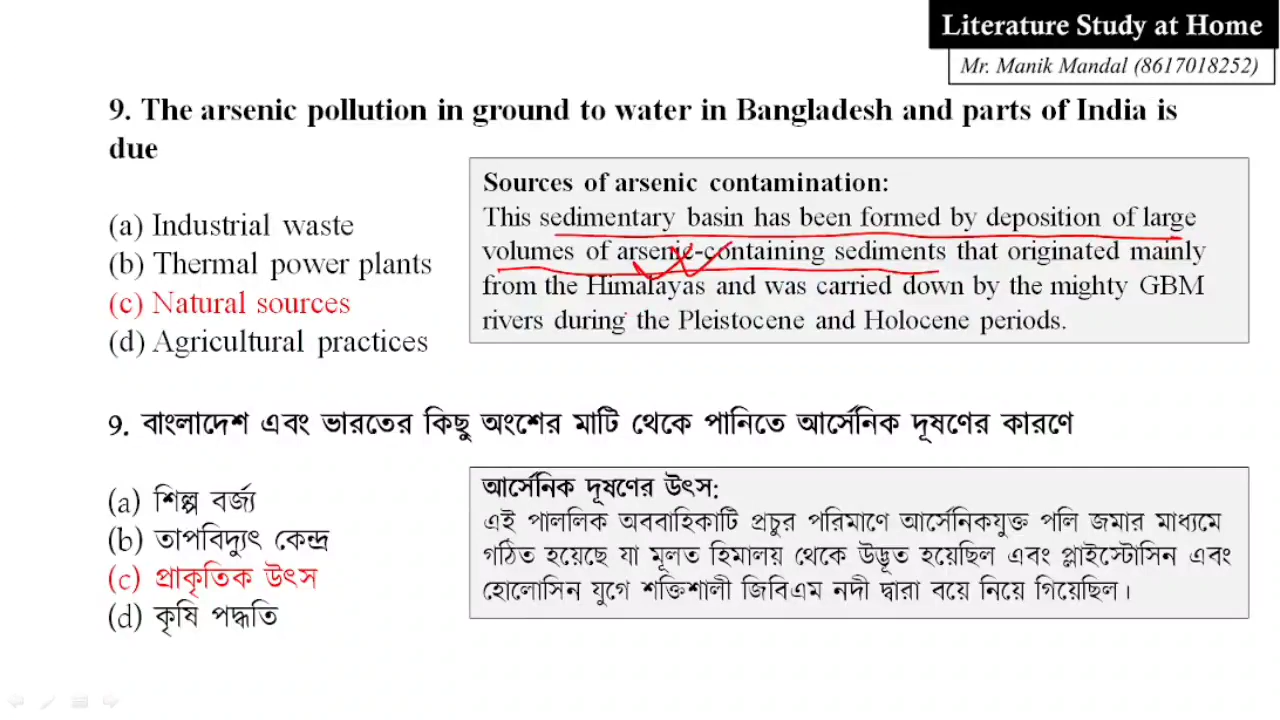 Literature Study at Home
Mr. Manik Mandal (8617018252)
9. The arsenic pollution in ground to water in Bangladesh and parts of India is
due
(a) Industrial waste
(b) Thermal power plants
(c) Natural sources
(d) Agricultural practices
Sources of arsenic contamination:
This sedimentary basin has been formed by deposition of large
volumes of arsenic-containing sediments that originated mainly
from the Himalayas and was carried down by the mighty GBM
rivers during the Pleistocene and Holocene periods.
9. বাংলাদেশ এবং ভারতের কিছু অংশের মাটি থেকে পানিতে আর্সেনিক দূষণের কারণে
(a) শিল্প বর্জ্য
(b) তাপবিদ্যুৎ কেন্দ্র
(c) প্রাকৃতিক উৎস
(d) কৃষি পদ্ধতি
আর্সেনিক দূষণের উৎস:
এই পাললিক অববাহিকাটি প্রচুর পরিমাণে আর্সেনিকযুক্ত পলি জমার মাধ্যমে
গঠিত হয়েছে যা মূলত হিমালয় থেকে উদ্ভূত হয়েছিল এবং প্লাইস্টোসিন এবং
হোলোসিন যুগে শক্তিশালী জিবিএম নদী দ্বারা বয়ে নিয়ে গিয়েছিল।